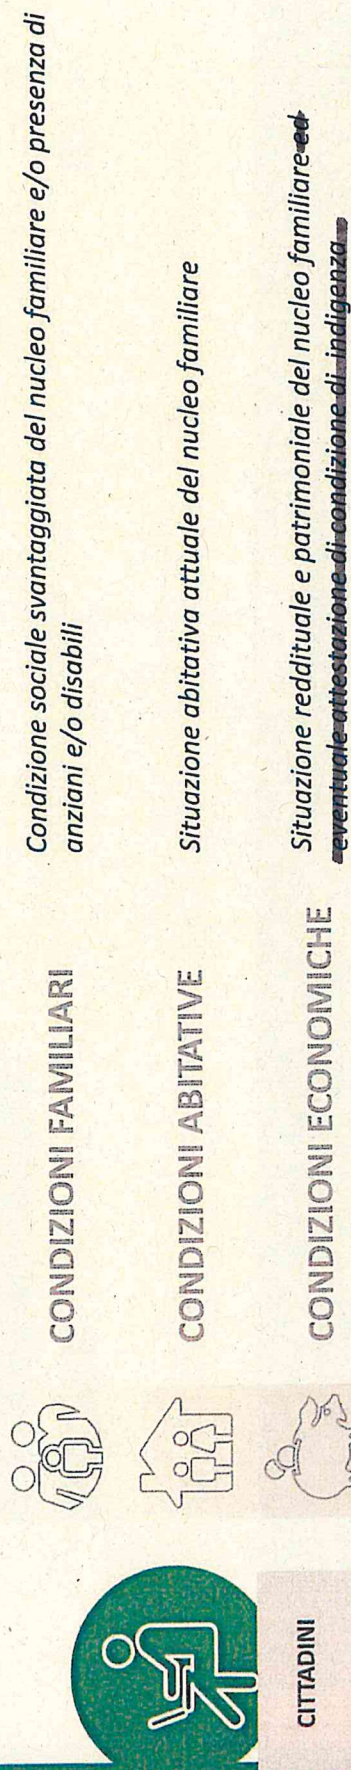 CONDIZIONI FAMILIARI
Condizione sociale svantaggiata del nucleo familiare e/o presenza di
anziani e/o disabili
CONDIZIONI ABITATIVE
Situazione abitativa attuale del nucleo familiare
CITTADINI
CONDIZIONI ECONOMICHE
Situazione reddituale e patrimoniale del nucleo familiare ed
eventuale attestazione di condizione di indigenza